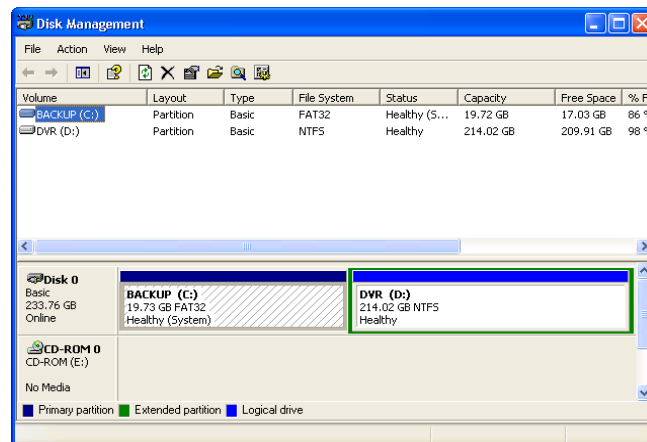 Disk Management
File Action View Help
Volume Layout Type File System Status Capacity Free Space % F
BACKUP (C:) Partition Basic FAT32 Healthy (S... 19.72 GB 17.03 GB 86 %
DVR (D:) Partition Basic NTFS Healthy 214.02 GB 209.91 GB 98 %
Disk 0
Basic
233.76 GB
Online
BACKUP (C:)
19.73 GB FAT32
Healthy (System)
DVR (D:)
214.02 GB NTFS
Healthy
CD-ROM 0
CD-ROM (E:)
No Media
Primary partition Extended partition Logical drive